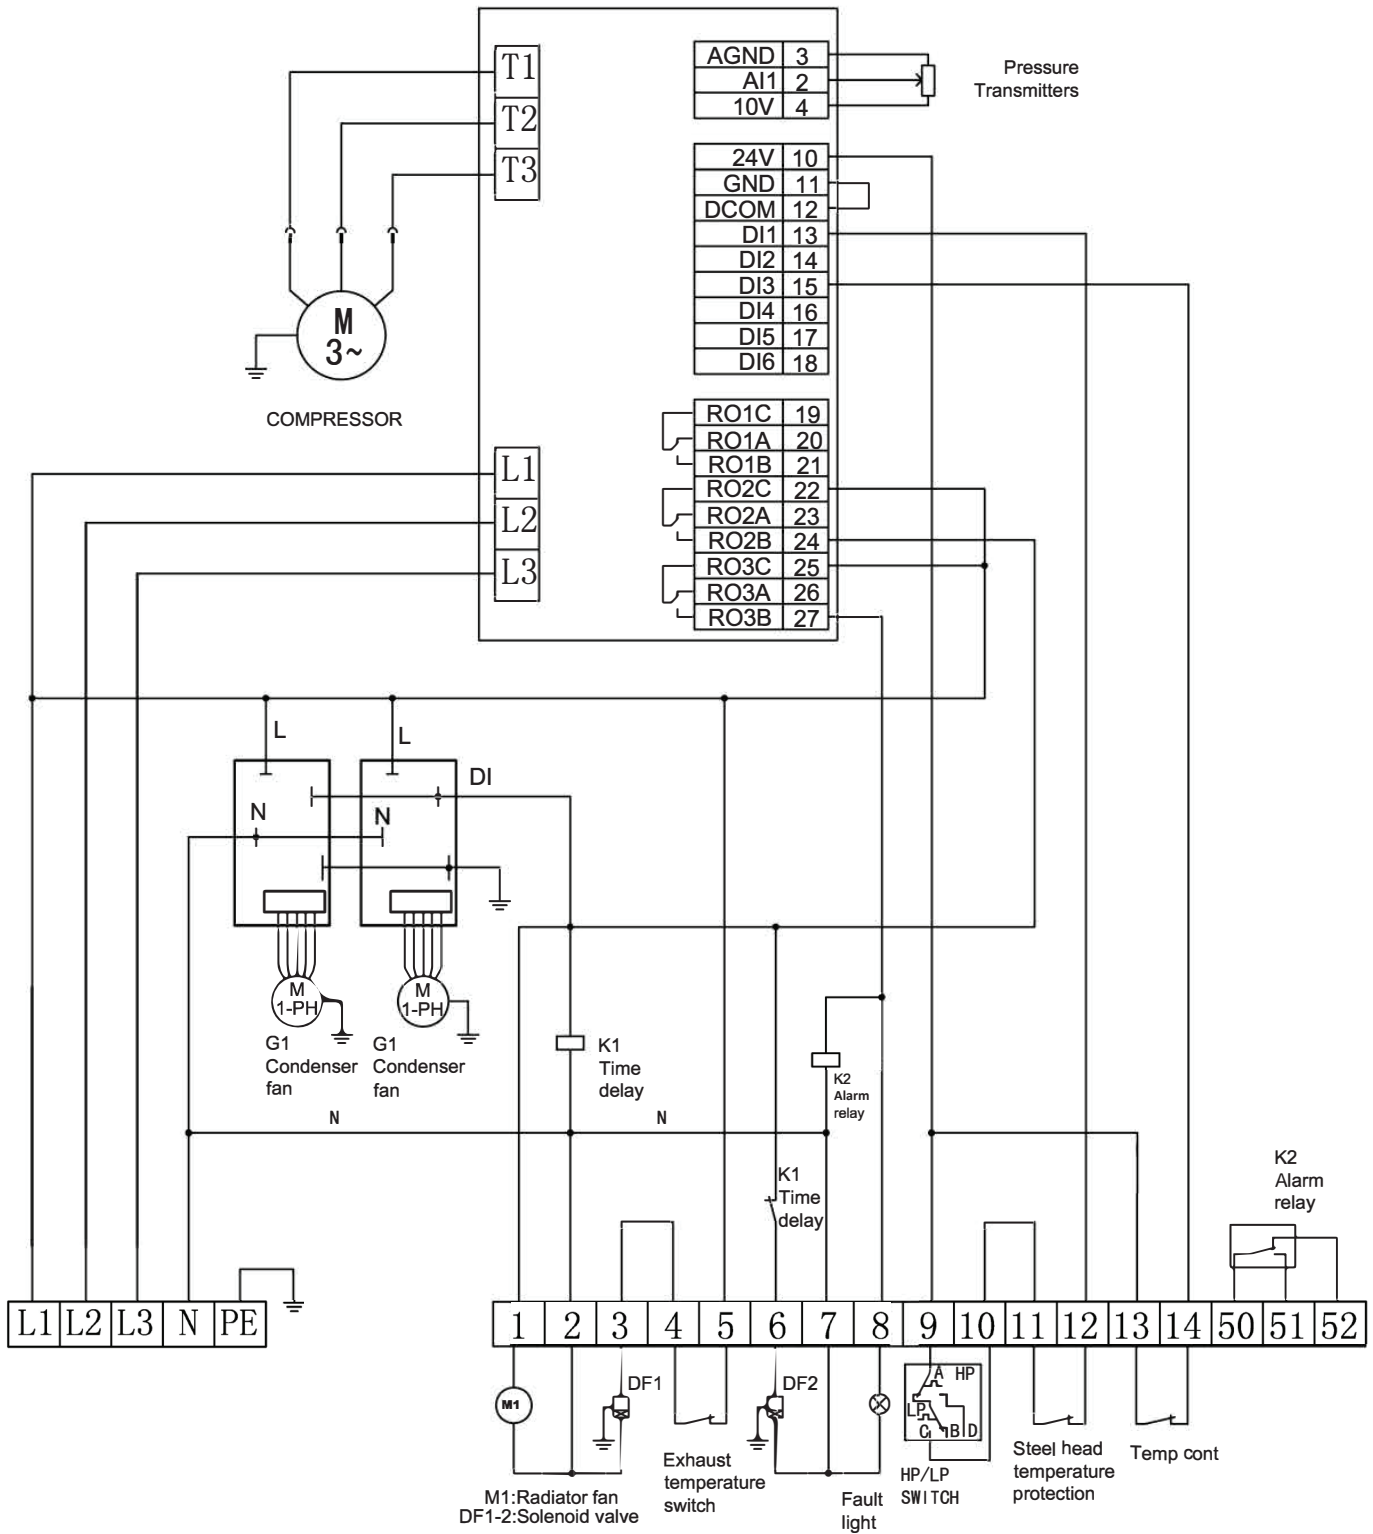 T1
T2
T3
AGND 3
AI1 2
10V 4
Pressure
Transmitters
24V 10
GND 11
DCOM 12
DI1 13
DI2 14
DI3 15
DI4 16
DI5 17
DI6 18
M
3~
COMPRESSOR
RO1C 19
RO1A 20
RO1B 21
RO2C 22
RO2A 23
RO2B 24
RO3C 25
RO3A 26
RO3B 27
L1
L2
L3
L
L
DI
N
N
M
1-PH
M
1-PH
G1
Condenser
fan
G1
Condenser
fan
K1
Time
delay
K2
Alarm
relay
N
N
K1
Time
delay
K2
Alarm
relay
L1 L2 L3 N PE
1 2 3 4 5 6 7 8 9 10 11 12 13 14 50 51 52
M1
DF1
DF2
A HP
LP
C B D
Exhaust
temperature
switch
M1:Radiator fan
DF1-2:Solenoid valve
Fault
light
HP/LP
SWITCH
Steel head
temperature
protection
Temp cont